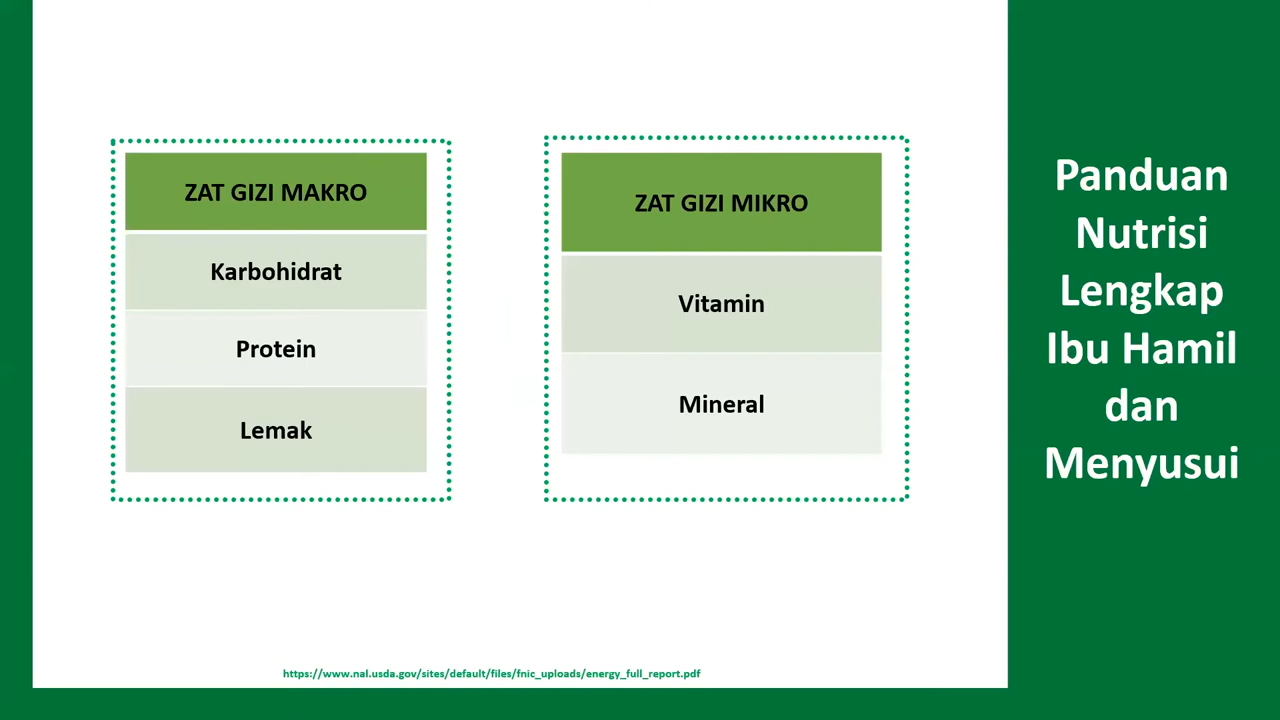 ZAT GIZI MAKRO
Karbohidrat
Protein
Lemak
ZAT GIZI MIKRO
Vitamin
Mineral
Panduan
Nutrisi
Lengkap
Ibu Hamil
dan
Menyusui
https://www.nal.usda.gov/sites/default/files/fnic_uploads/energy_full_report.pdf